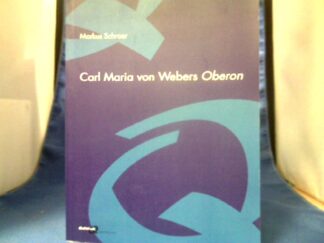 Markus Schroer
Carl Maria von Webers Oberon